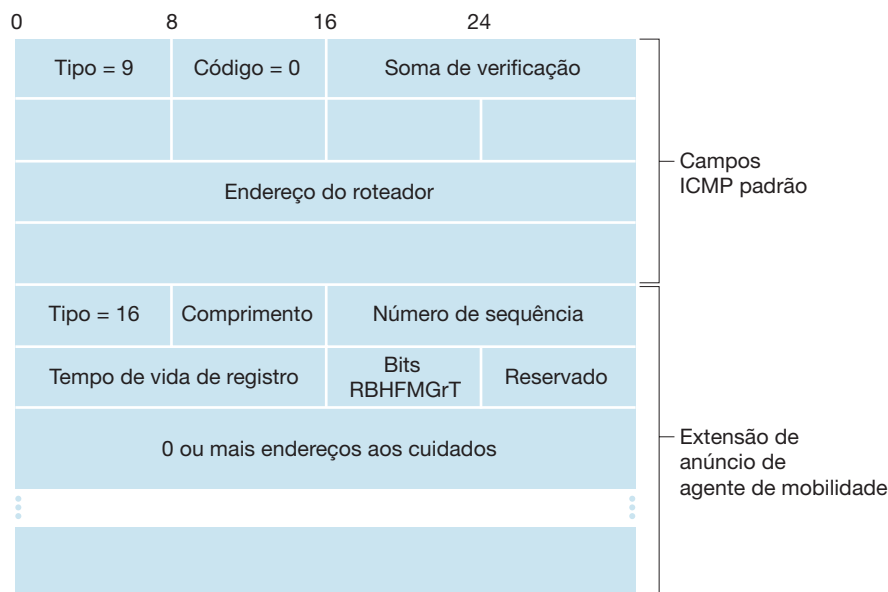 0 8 16 24
Tipo = 9 Código = 0 Soma de verificação
Endereço do roteador
Campos
ICMP padrão
Tipo = 16 Comprimento Número de sequência
Tempo de vida de registro Bits
RBHFMGrT Reservado
0 ou mais endereços aos cuidados
Extensão de
anúncio de
agente de mobilidade